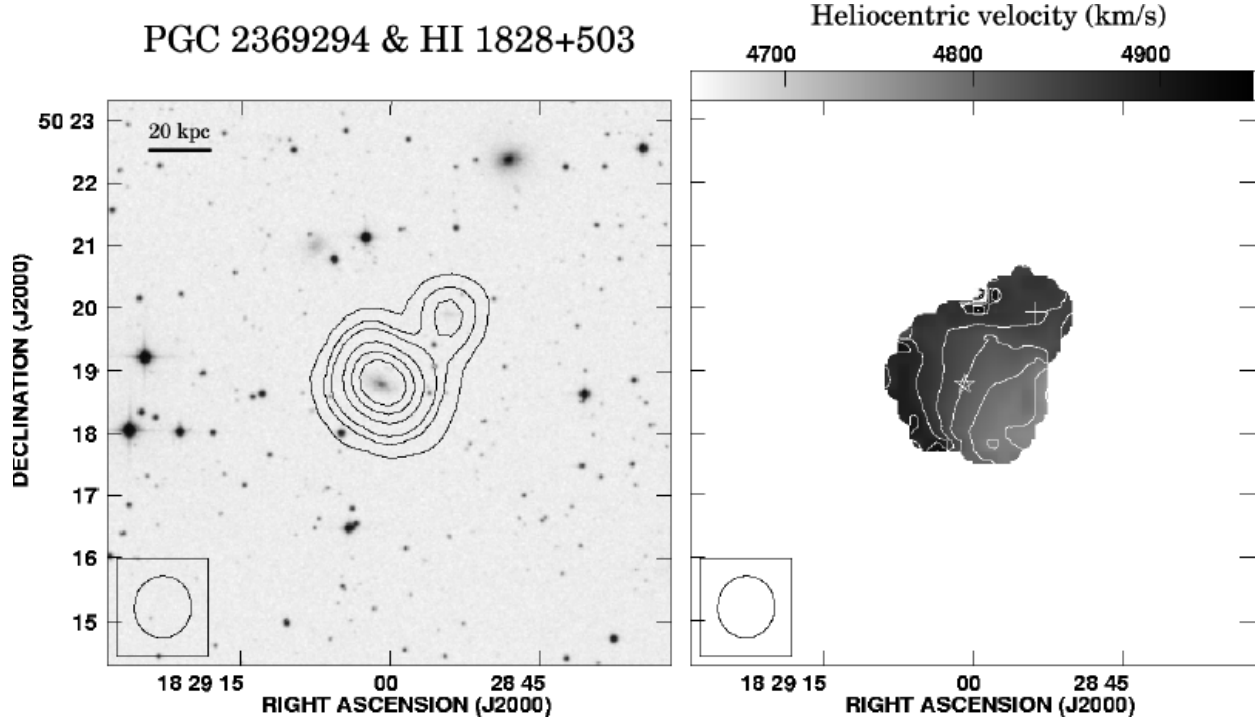 PGC 2369294 & HI 1828+503
Heliocentric velocity (km/s)
4700 4800 4900
20 kpc
50 23
22
21
20
19
18
17
16
15
DECLINATION (J2000)
18 29 15 00 28 45
RIGHT ASCENSION (J2000)
18 29 15 00 28 45
RIGHT ASCENSION (J2000)